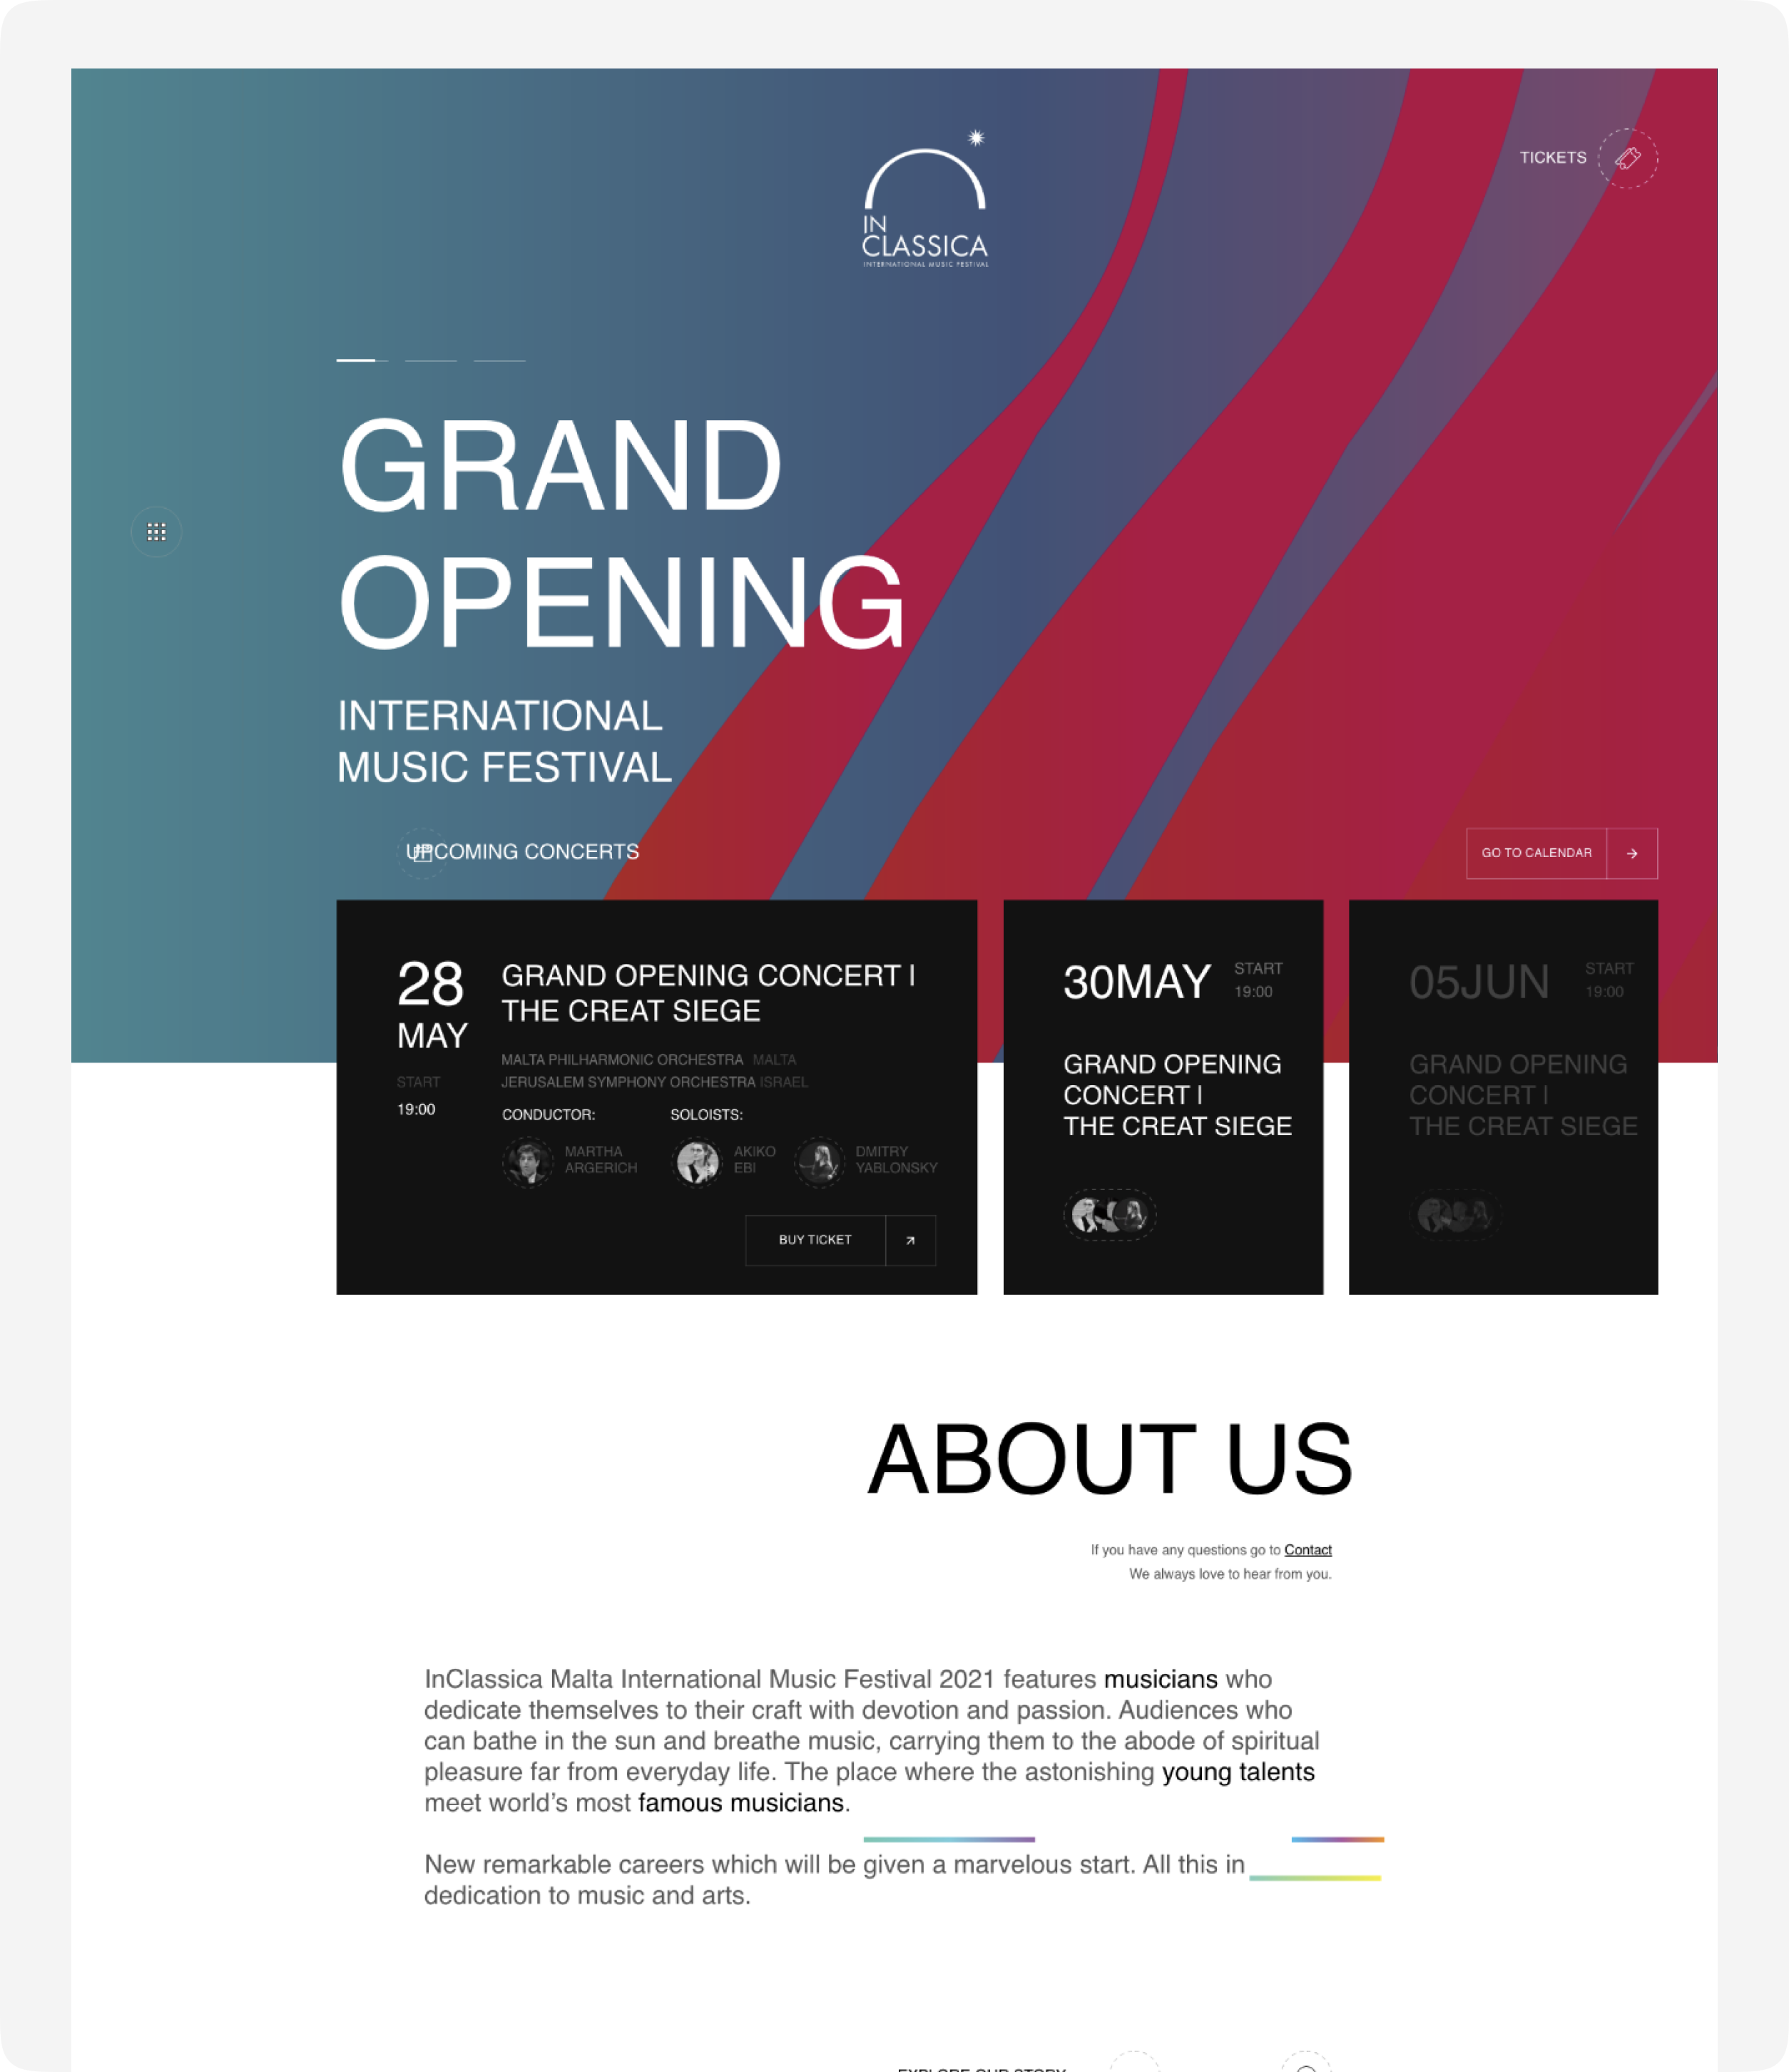 IN
CLASSICA
INTERNATIONAL MUSIC FESTIVAL
TICKETS
GRAND
OPENING
INTERNATIONAL
MUSIC FESTIVAL
UPCOMING CONCERTS
GO TO CALENDAR
28
MAY
START
19:00
GRAND OPENING CONCERT I
THE CREAT SIEGE
MALTA PHILHARMONIC ORCHESTRA MALTA
JERUSALEM SYMPHONY ORCHESTRA ISRAEL
CONDUCTOR:
MARTHA
ARGERICH
SOLOISTS:
AKIKO
EBI
DMITRY
YABLONSKY
BUY TICKET
30MAY
START
19:00
GRAND OPENING
CONCERT I
THE CREAT SIEGE
05JUN
START
19:00
GRAND OPENING
CONCERT I
THE CREAT SIEGE
ABOUT US
If you have any questions go to Contact
We always love to hear from you.
InClassica Malta International Music Festival 2021 features musicians who
dedicate themselves to their craft with devotion and passion. Audiences who
can bathe in the sun and breathe music, carrying them to the abode of spiritual
pleasure far from everyday life. The place where the astonishing young talents
meet world’s most famous musicians.
New remarkable careers which will be given a marvelous start. All this in
dedication to music and arts.
EXPLORE OUR STORY